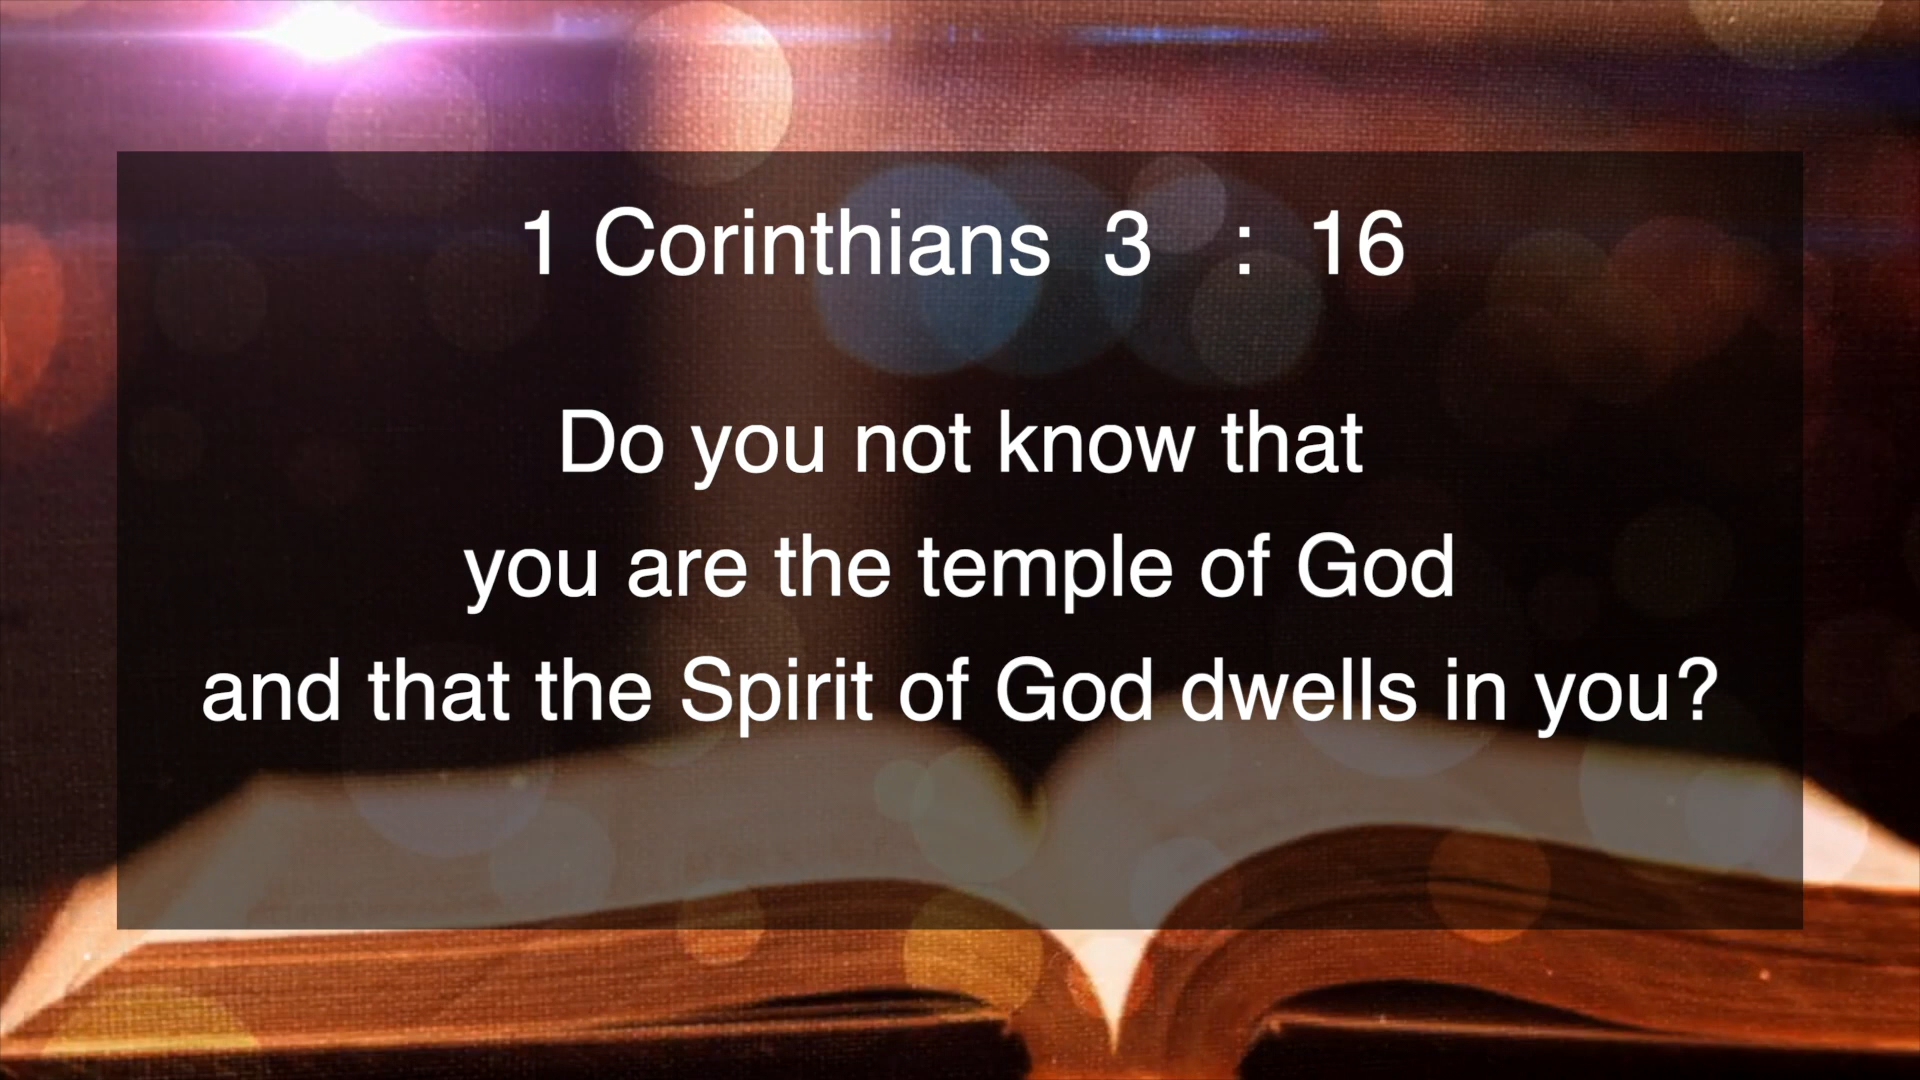 1 Corinthians 3 : 16
Do you not know that
you are the temple of God
and that the Spirit of God dwells in you?